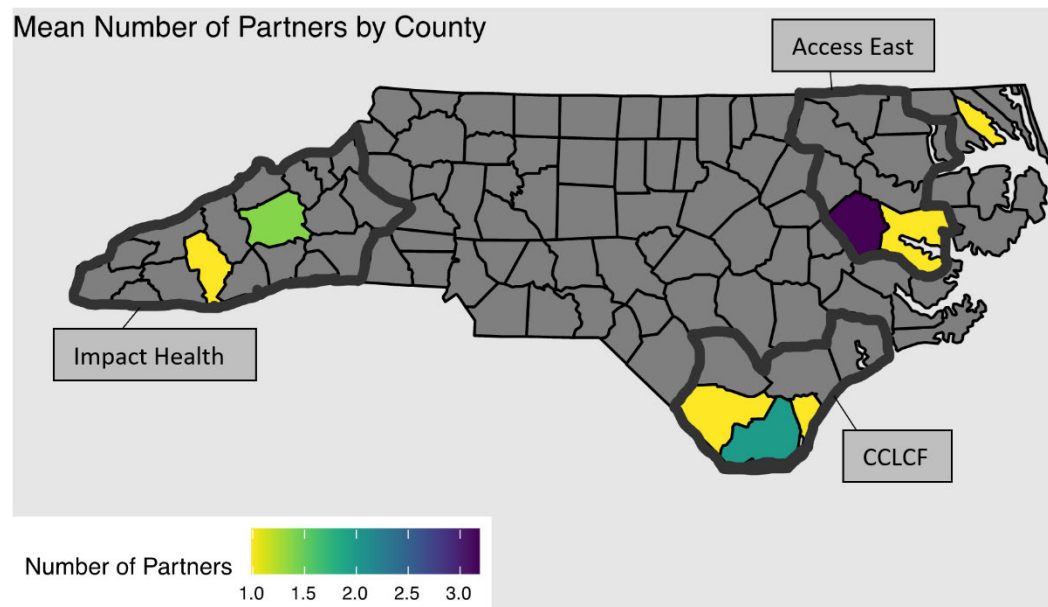 Mean Number of Partners by County
Access East
Impact Health
CCLCF
Number of Partners
1.0 1.5 2.0 2.5 3.0